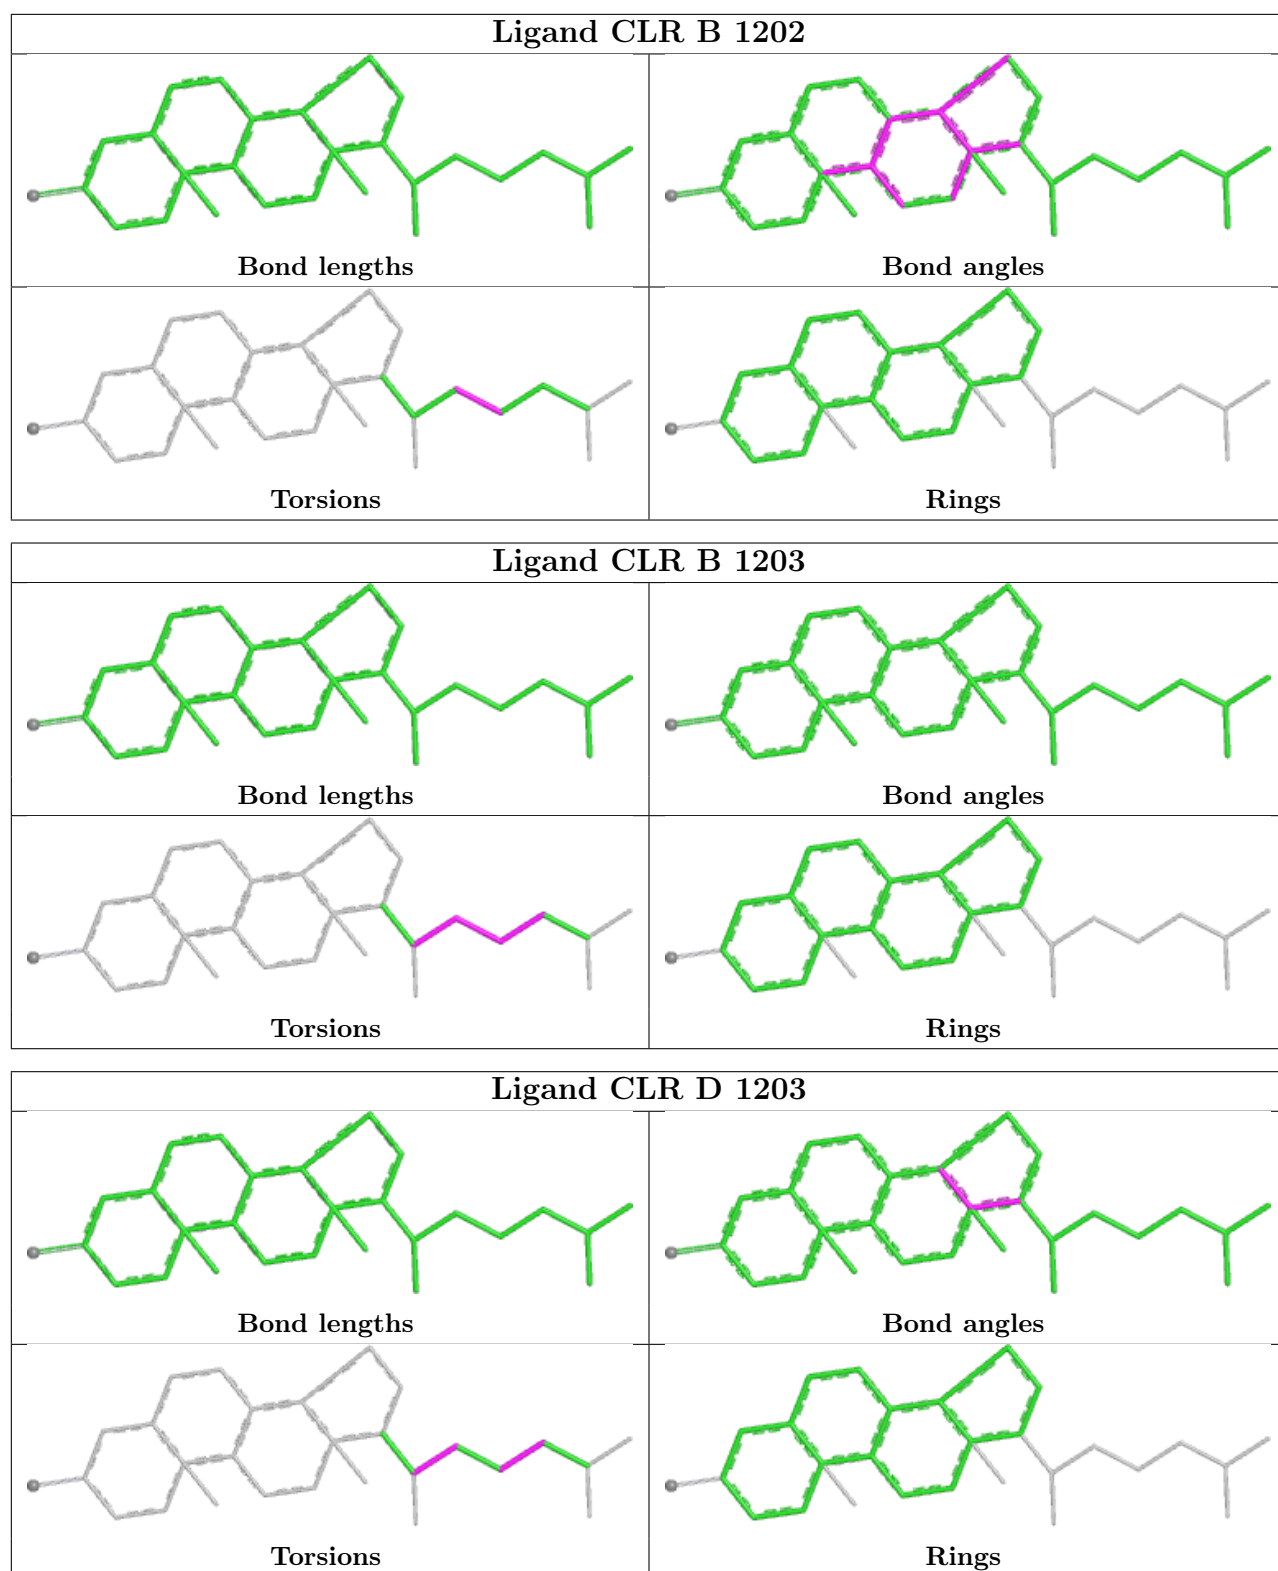 Ligand CLR B 1202
Bond lengths
Bond angles
Torsions
Rings
Ligand CLR B 1203
Bond lengths
Bond angles
Torsions
Rings
Ligand CLR D 1203
Bond lengths
Bond angles
Torsions
Rings